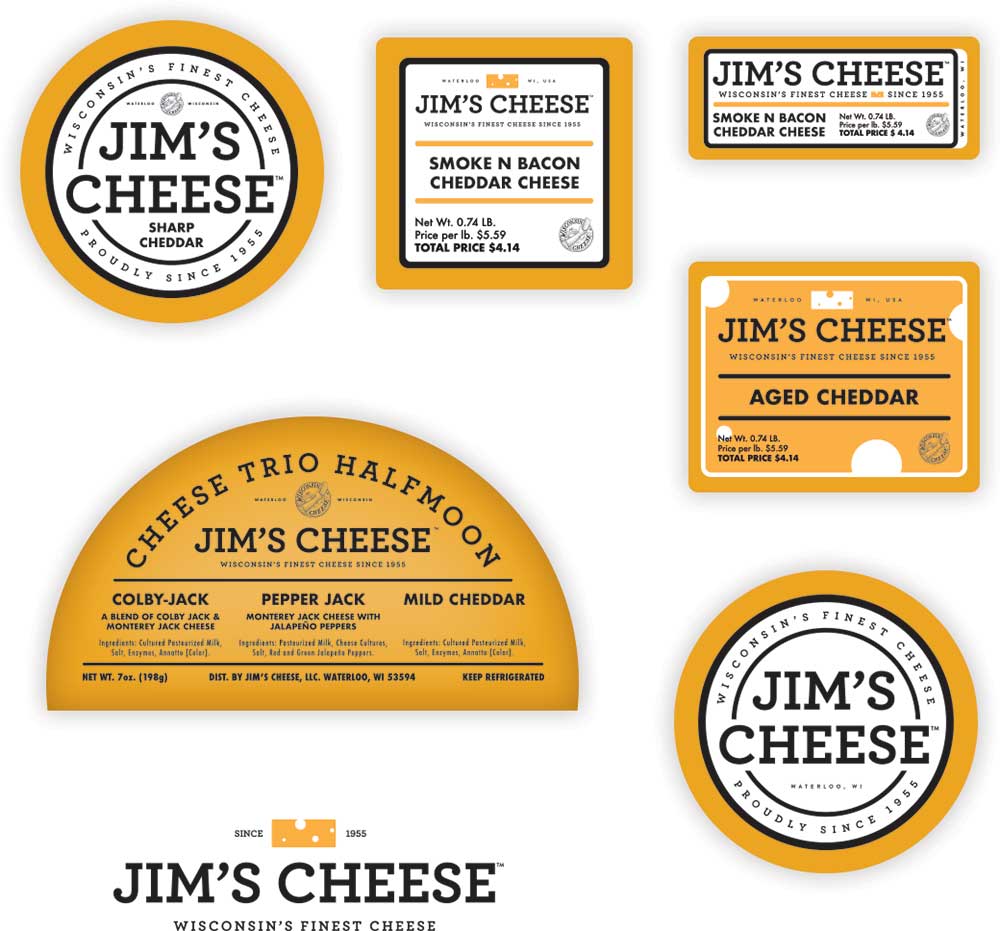 WISCONSIN'S FINEST CHEESE
WATERLOO WISCONSIN
JIM'S
CHEESE™
SHARP
CHEDDAR
PROUDLY SINCE 1955
WATERLOO WI, USA
JIM'S CHEESE™
WISCONSIN'S FINEST CHEESE SINCE 1955
SMOKE N BACON
CHEDDAR CHEESE
Net Wt. 0.74 LB.
Price per lb. $5.59
TOTAL PRICE $4.14
WISCONSIN
CHEESE
JIM'S CHEESE™
WISCONSIN'S FINEST CHEESE SINCE 1955
SMOKE N BACON
CHEDDAR CHEESE
Net Wt. 0.74 LB.
Price per lb. $5.59
TOTAL PRICE $ 4.14
WATERLOO, WI
WATERLOO WI, USA
JIM'S CHEESE™
WISCONSIN'S FINEST CHEESE SINCE 1955
AGED CHEDDAR
Net Wt. 0.74 LB.
Price per lb. $5.59
TOTAL PRICE $4.14
WISCONSIN
CHEESE
CHEESE TRIO HALFMOON
WATERLOO WISCONSIN
WISCONSIN
CHEESE
JIM'S CHEESE™
WISCONSIN'S FINEST CHEESE SINCE 1955
COLBY-JACK
A BLEND OF COLBY JACK &
MONTEREY JACK CHEESE
Ingredients: Cultured Pasteurized Milk,
Salt, Enzymes, Annatto [Color].
PEPPER JACK
MONTEREY JACK CHEESE WITH
JALAPEÑO PEPPERS
Ingredients: Pasteurized Milk, Cheese Cultures,
Salt, Red and Green Jalapeño Peppers.
MILD CHEDDAR
Ingredients: Cultured Pasteurized Milk,
Salt, Enzymes, Annatto [Color].
NET WT. 7oz. (198g) DIST. BY JIM'S CHEESE, LLC. WATERLOO, WI 53594 KEEP REFRIGERATED
WISCONSIN'S FINEST CHEESE
JIM'S
CHEESE™
WATERLOO, WI
PROUDLY SINCE 1955
SINCE 1955
JIM'S CHEESE™
WISCONSIN'S FINEST CHEESE